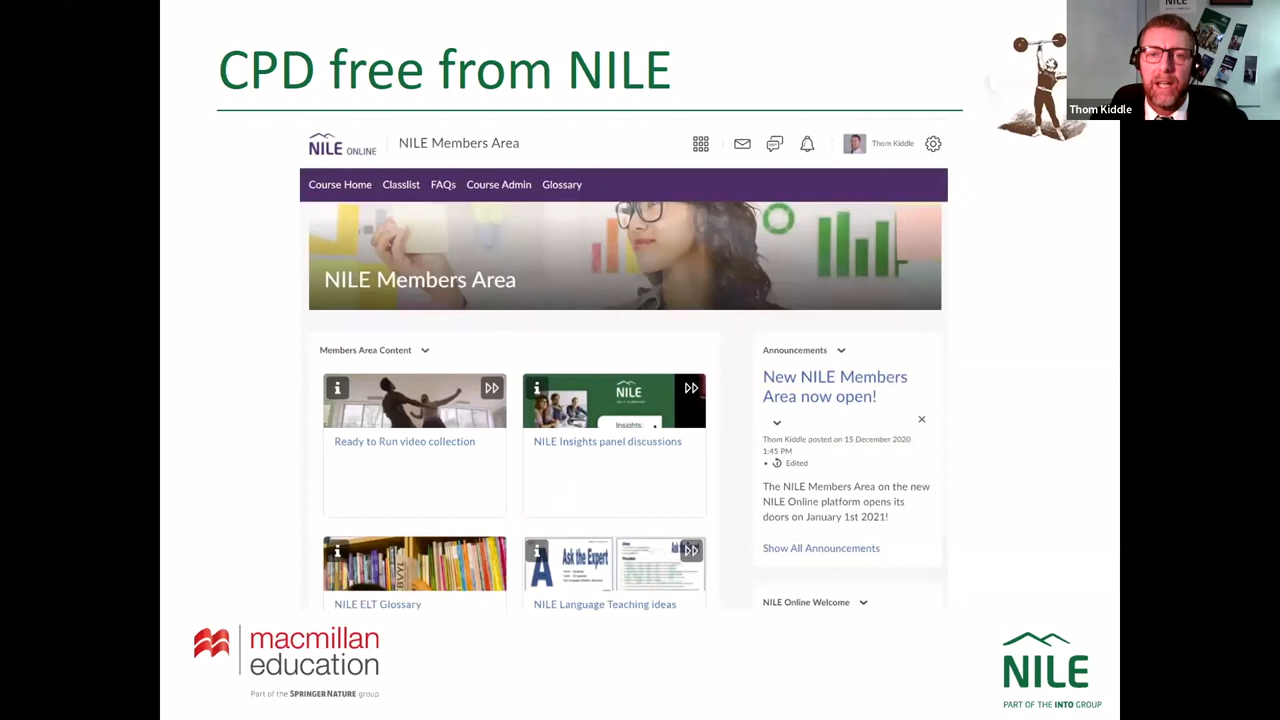 CPD free from NILE
NILE
Thom Kiddle
NILE ONLINE
NILE Members Area
Thom Kiddle
Course Home
Classlist
FAQs
Course Admin
Glossary
NILE Members Area
Members Area Content
Announcements
New NILE Members
Area now open!
Thom Kiddle posted on 15 December 2020
1:45 PM
Edited
The NILE Members Area on the new
NILE Online platform opens its
doors on January 1st 2021!
Show All Announcements
NILE Online Welcome
i
i
NILE
Insights:
Ready to Run video collection
NILE Insights panel discussions
i
i
A
Ask the Expert
NILE ELT Glossary
NILE Language Teaching ideas
macmillan
education
Part of the SPRINGER NATURE group
NILE
PART OF THE INTO GROUP